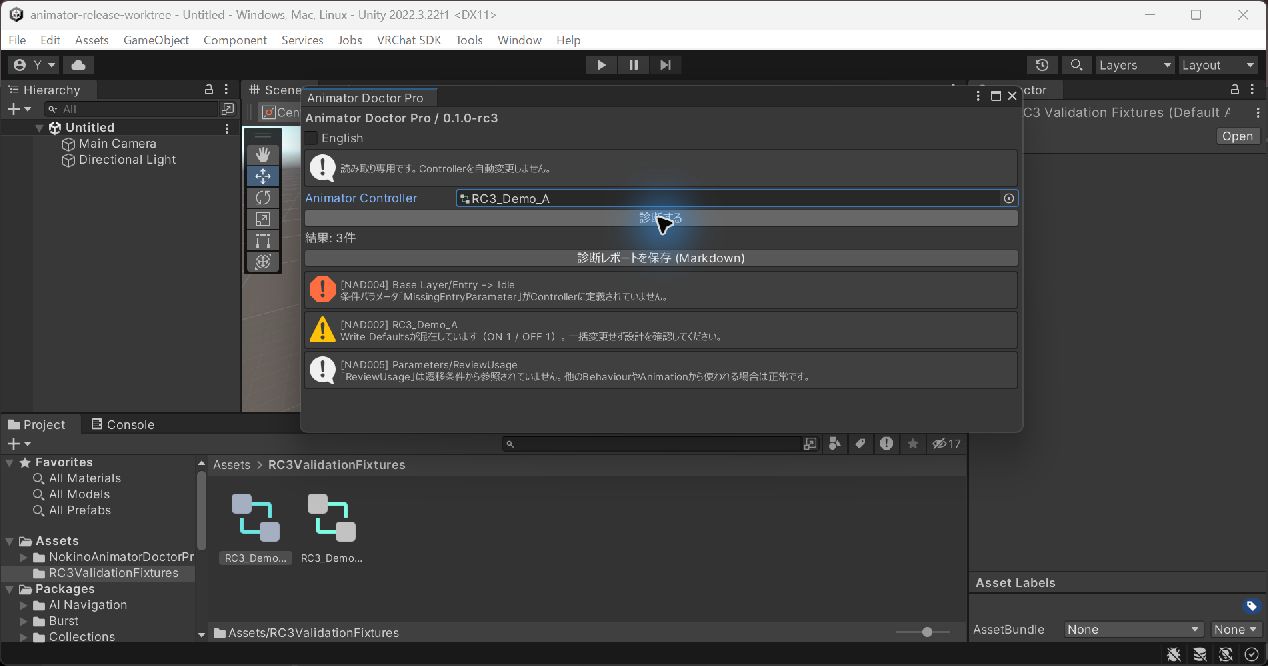 animator-release-worktree - Untitled - Windows, Mac, Linux - Unity 2022.3.22f1 <DX11>
File Edit Assets GameObject Component Services Jobs VRChat SDK Tools Window Help
Y
Layers
Layout
Hierarchy
All
Untitled
Main Camera
Directional Light
Scene
Cen
Animator Doctor Pro
Animator Doctor Pro / 0.1.0-rc3
English
読み取り専用です。Controllerを自動変更しません。
Animator Controller
RC3_Demo_A
診断する
結果: 3件
診断レポートを保存 (Markdown)
[NAD004] Base Layer/Entry -> Idle
条件パラメータ「MissingEntryParameter」がControllerに定義されていません。
[NAD002] RC3_Demo_A
Write Defaultsが混在しています（ON 1 / OFF 1）。一括変更せず設計を確認してください。
[NAD005] Parameters/ReviewUsage
「ReviewUsage」は遷移条件から参照されていません。他のBehaviourやAnimationから使われる場合は正常です。
ctor
C3 Validation Fixtures (Default A
Open
Project
Console
17
Favorites
All Materials
All Models
All Prefabs
Assets
NokinoAnimatorDoctorPr
RC3ValidationFixtures
Packages
AI Navigation
Burst
Collections
Assets > RC3ValidationFixtures
RC3_Demo...
RC3_Demo...
Assets/RC3ValidationFixtures
Asset Labels
AssetBundle
None
None